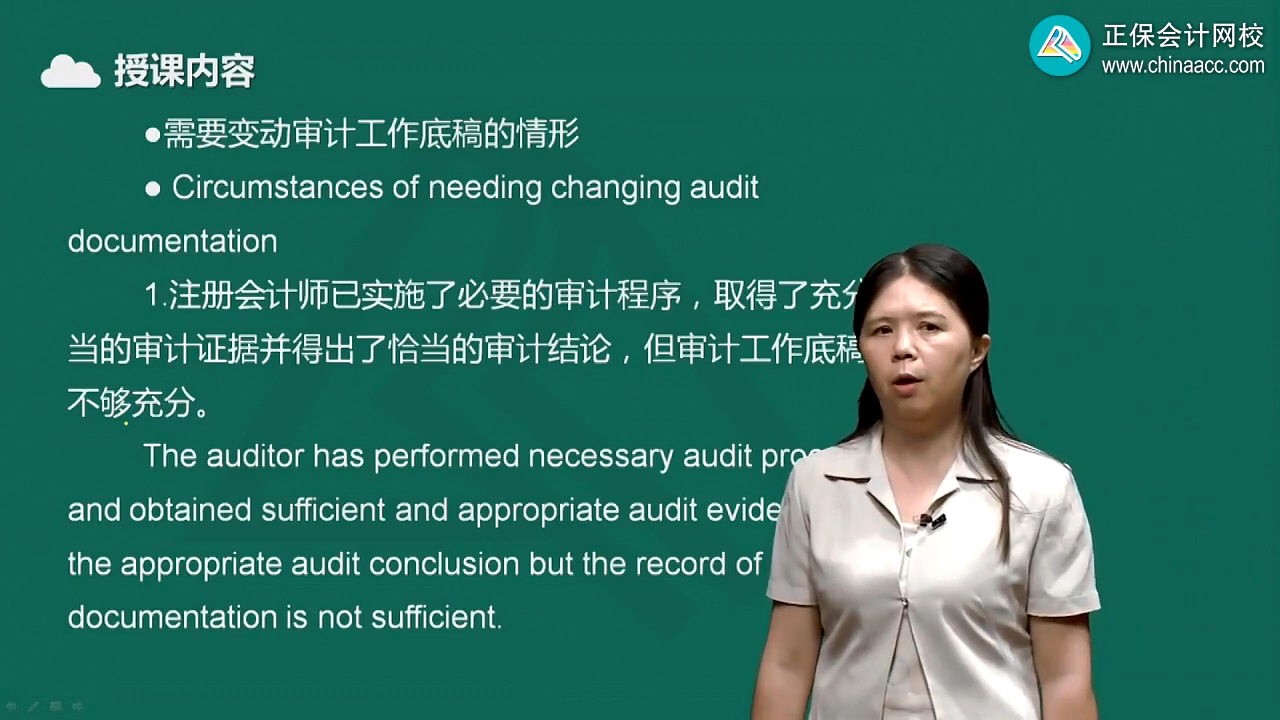 正保会计网校
www.chinaacc.com
授课内容
●需要变动审计工作底稿的情形
● Circumstances of needing changing audit
documentation
1.注册会计师已实施了必要的审计程序，取得了充
当的审计证据并得出了恰当的审计结论，但审计工作底稿
不够充分。
The auditor has performed necessary audit
and obtained sufficient and appropriate audit
the appropriate audit conclusion but the record of
documentation is not sufficient.